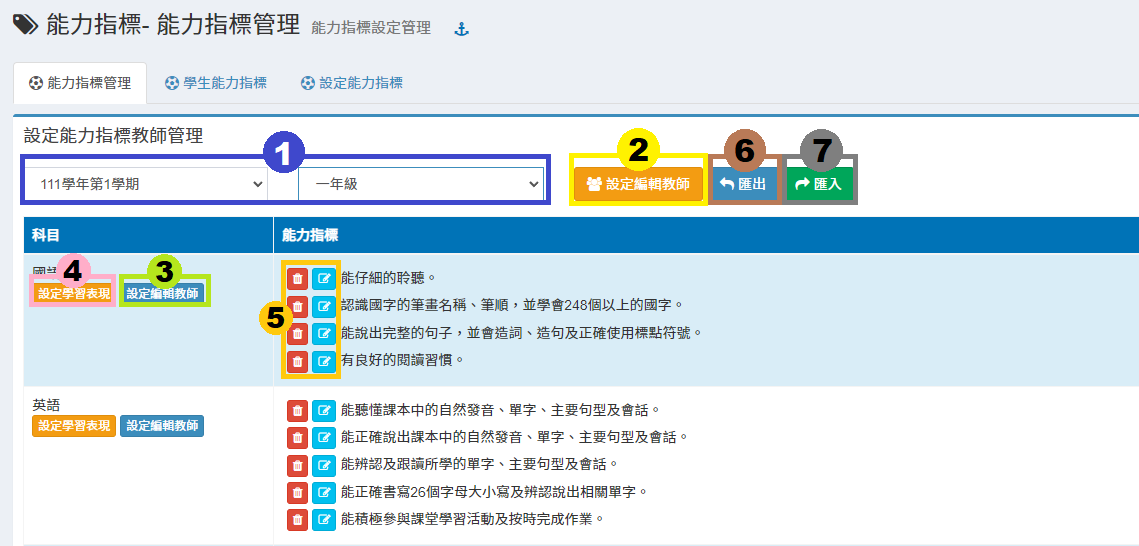 能力指標- 能力指標管理 能力指標設定管理
能力指標管理 學生能力指標 設定能力指標
設定能力指標教師管理
1 2 6 7
111學年第1學期 一年級 設定編輯教師 匯出 匯入
科目 能力指標
國
4 3
設定學習表現 設定編輯教師
5
能仔細的聆聽。
認識國字的筆畫名稱、筆順，並學會248個以上的國字。
能說出完整的句子，並會造詞、造句及正確使用標點符號。
有良好的閱讀習慣。
英語
設定學習表現 設定編輯教師
能聽懂課本中的自然發音、單字、主要句型及會話。
能正確說出課本中的自然發音、單字、主要句型及會話。
能辨認及跟讀所學的單字、主要句型及會話。
能正確書寫26個字母大小寫及辨認說出相關單字。
能積極參與課堂學習活動及按時完成作業。